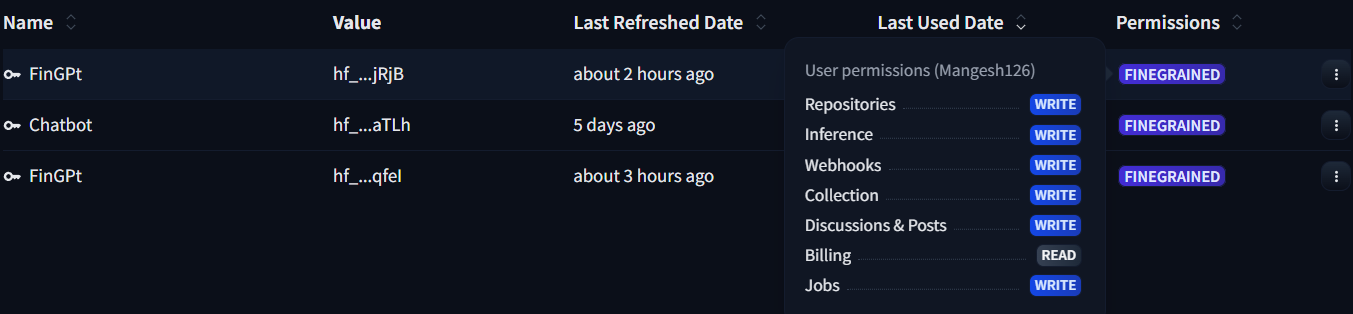 Name Value Last Refreshed Date Last Used Date Permissions
FinGPt hf_...jRjB about 2 hours ago FINEGRAINED
Chatbot hf_...aTLh 5 days ago FINEGRAINED
FinGPt hf_...qfeI about 3 hours ago FINEGRAINED
User permissions (Mangesh126)
Repositories WRITE
Inference WRITE
Webhooks WRITE
Collection WRITE
Discussions & Posts WRITE
Billing READ
Jobs WRITE